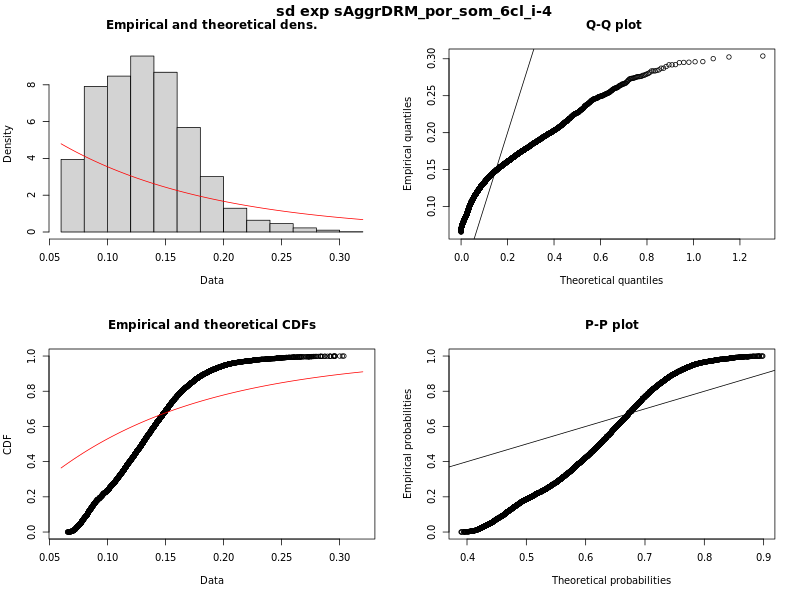 sd exp sAggrDRM_por_som_6cl_i-4
Empirical and theoretical dens.
Density
0 2 4 6 8
0.05 0.10 0.15 0.20 0.25 0.30
Data
Q-Q plot
Empirical quantiles
0.10 0.15 0.20 0.25 0.30
0.0 0.2 0.4 0.6 0.8 1.0 1.2
Theoretical quantiles
Empirical and theoretical CDFs
CDF
0.0 0.2 0.4 0.6 0.8 1.0
0.05 0.10 0.15 0.20 0.25 0.30
Data
P-P plot
Empirical probabilities
0.0 0.2 0.4 0.6 0.8 1.0
0.4 0.5 0.6 0.7 0.8 0.9
Theoretical probabilities